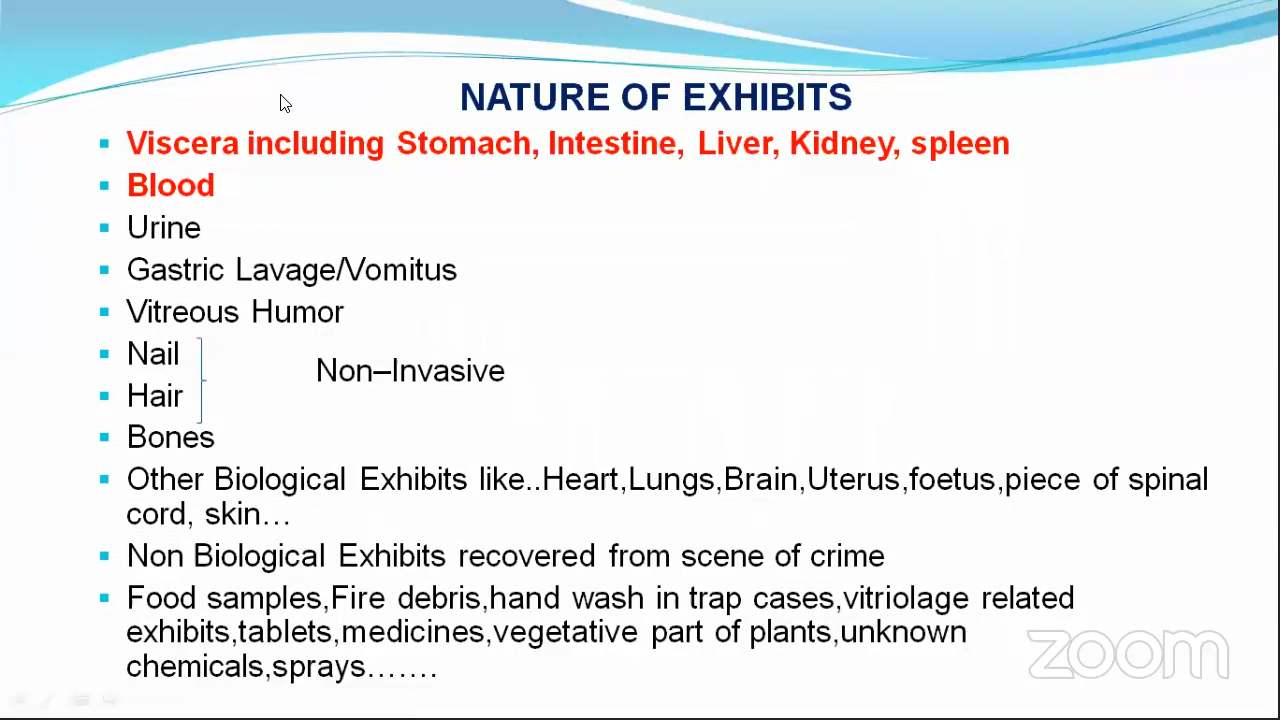 NATURE OF EXHIBITS
Viscera including Stomach, Intestine, Liver, Kidney, spleen
Blood
Urine
Gastric Lavage/Vomitus
Vitreous Humor
Nail
Non–Invasive
Hair
Bones
Other Biological Exhibits like..Heart,Lungs,Brain,Uterus,foetus,piece of spinal
cord, skin…
Non Biological Exhibits recovered from scene of crime
Food samples,Fire debris,hand wash in trap cases,vitriolage related
exhibits,tablets,medicines,vegetative part of plants,unknown
chemicals,sprays…….
zoom